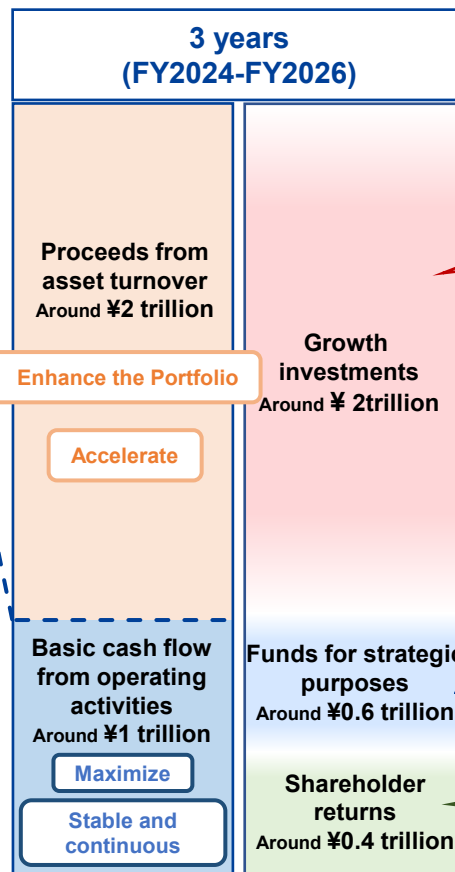 3 years
(FY2024-FY2026)
Proceeds from
asset turnover
Around ¥2 trillion
Enhance the Portfolio
Accelerate
Basic cash flow
from operating
activities
Around ¥1 trillion
Maximize
Stable and
continuous
Growth
investments
Around ¥ 2trillion
Funds for strategic
purposes
Around ¥0.6 trillion
Shareholder
returns
Around ¥0.4 trillion